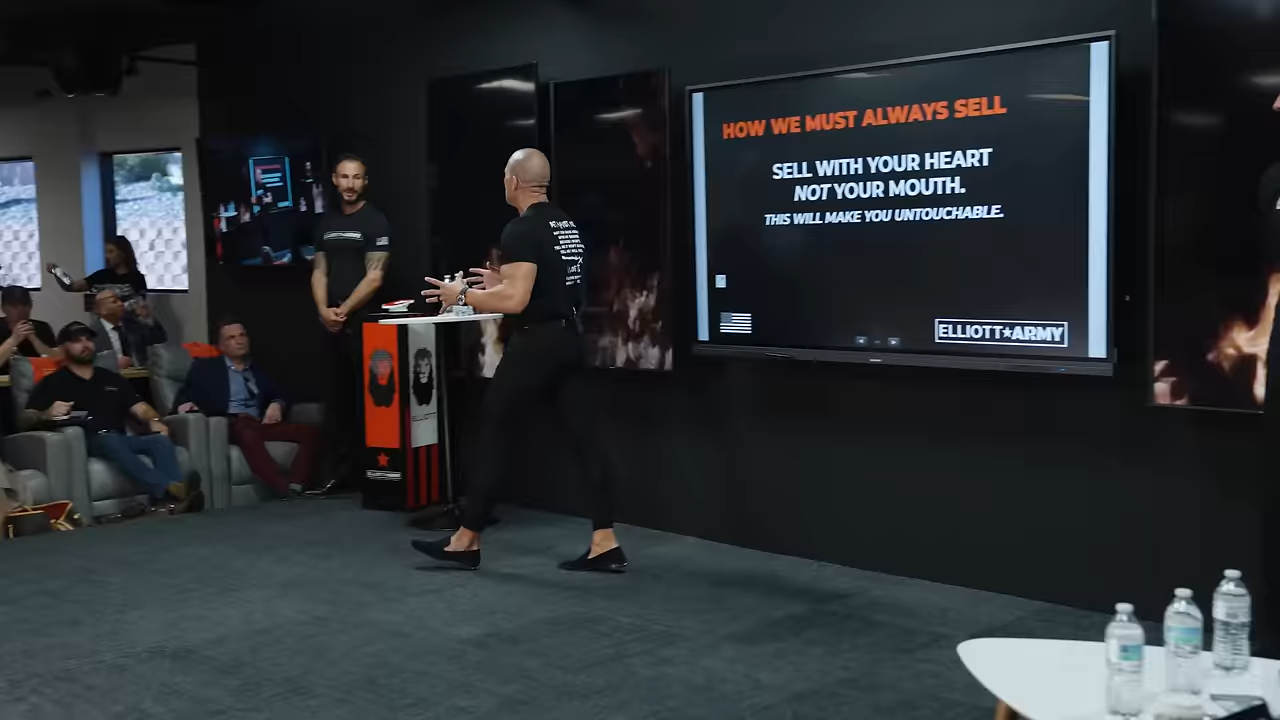 HOW WE MUST ALWAYS SELL
SELL WITH YOUR HEART
NOT YOUR MOUTH.
THIS WILL MAKE YOU UNTOUCHABLE.
ELLIOTT★ARMY